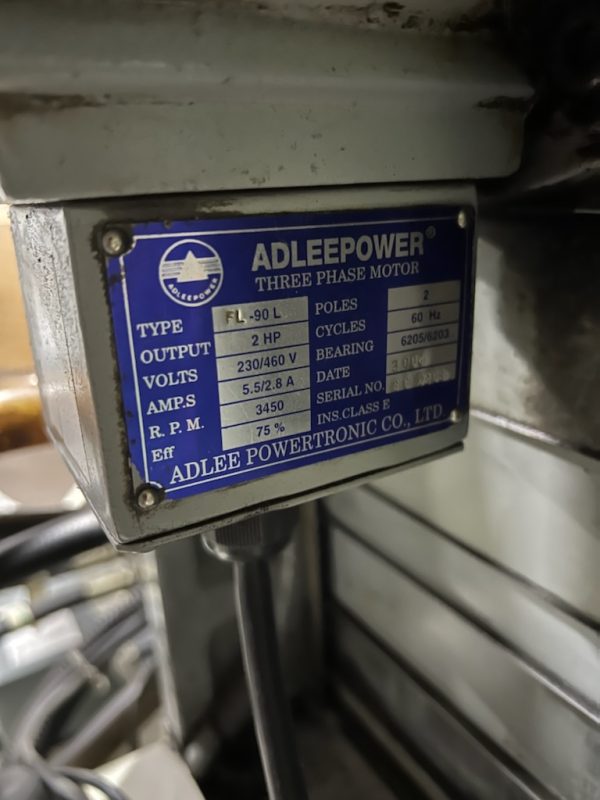 ADLEEPOWER
ADLEEPOWER®
THREE PHASE MOTOR
TYPE FL-90 L POLES 2
OUTPUT 2 HP CYCLES 60 Hz
VOLTS 230/460 V BEARING 6205/6203
AMP.S 5.5/2.8 A DATE
R. P. M. 3450 SERIAL NO.
Eff 75 % INS.CLASS E
ADLEE POWERTRONIC CO., LTD